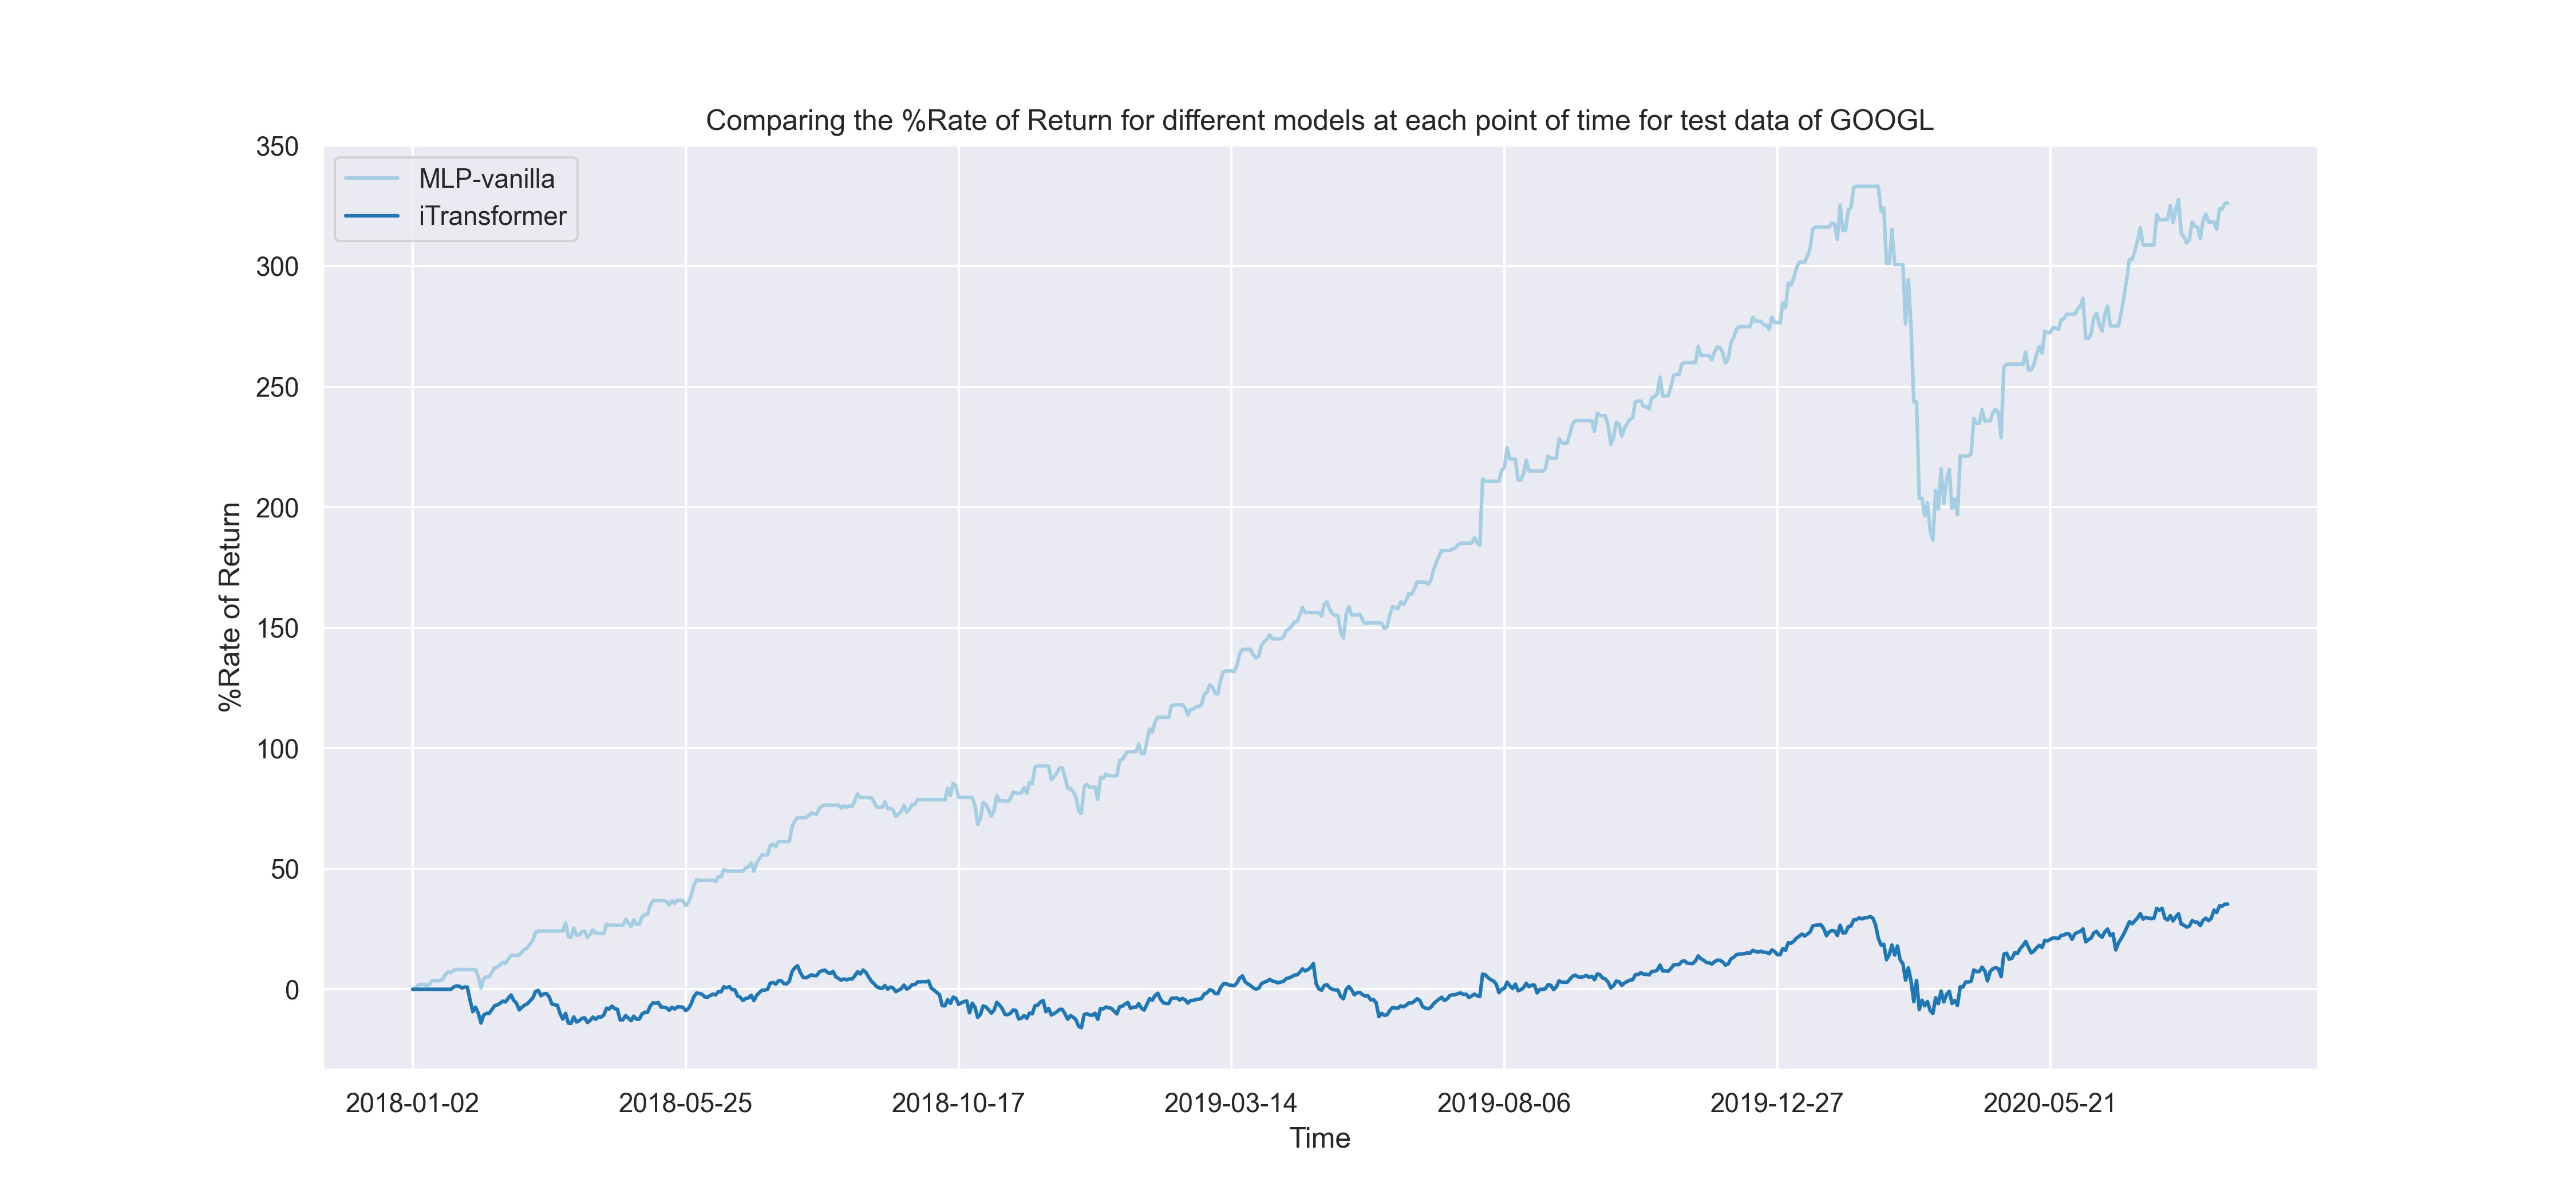 Comparing the %Rate of Return for different models at each point of time for test data of GOOGL
MLP-vanilla
iTransformer
350
300
250
200
150
100
50
0
%Rate of Return
2018-01-02 2018-05-25 2018-10-17 2019-03-14 2019-08-06 2019-12-27 2020-05-21
Time